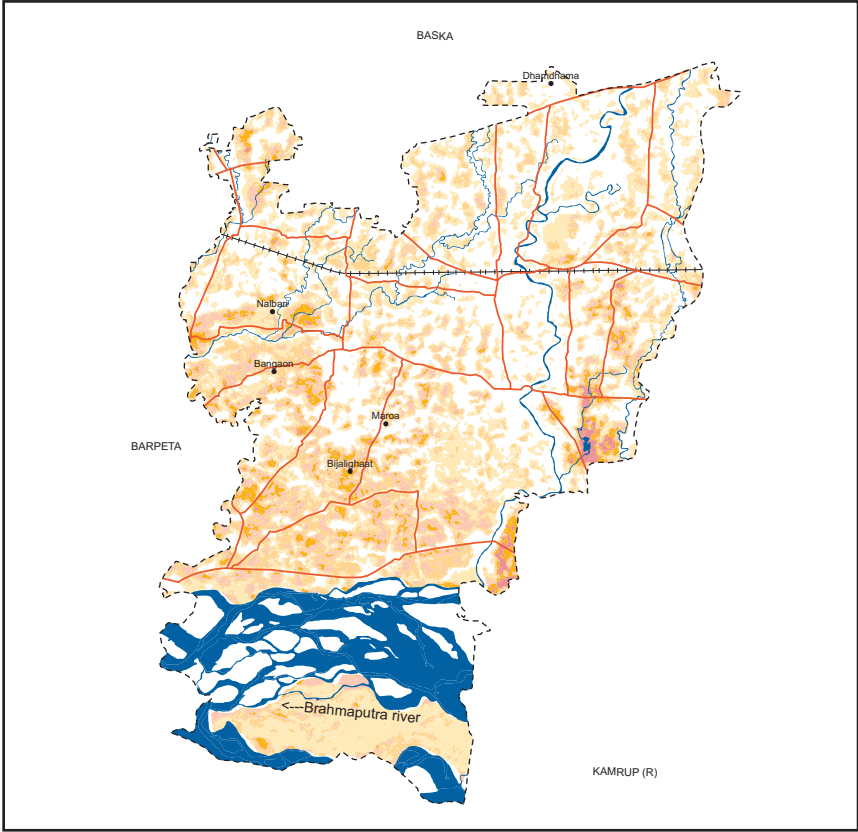 BASKA
Dhamdhama
Nalbari
Bangaon
Maroa
BARPETA
Bijalighaat
<---Brahmaputra river
KAMRUP (R)